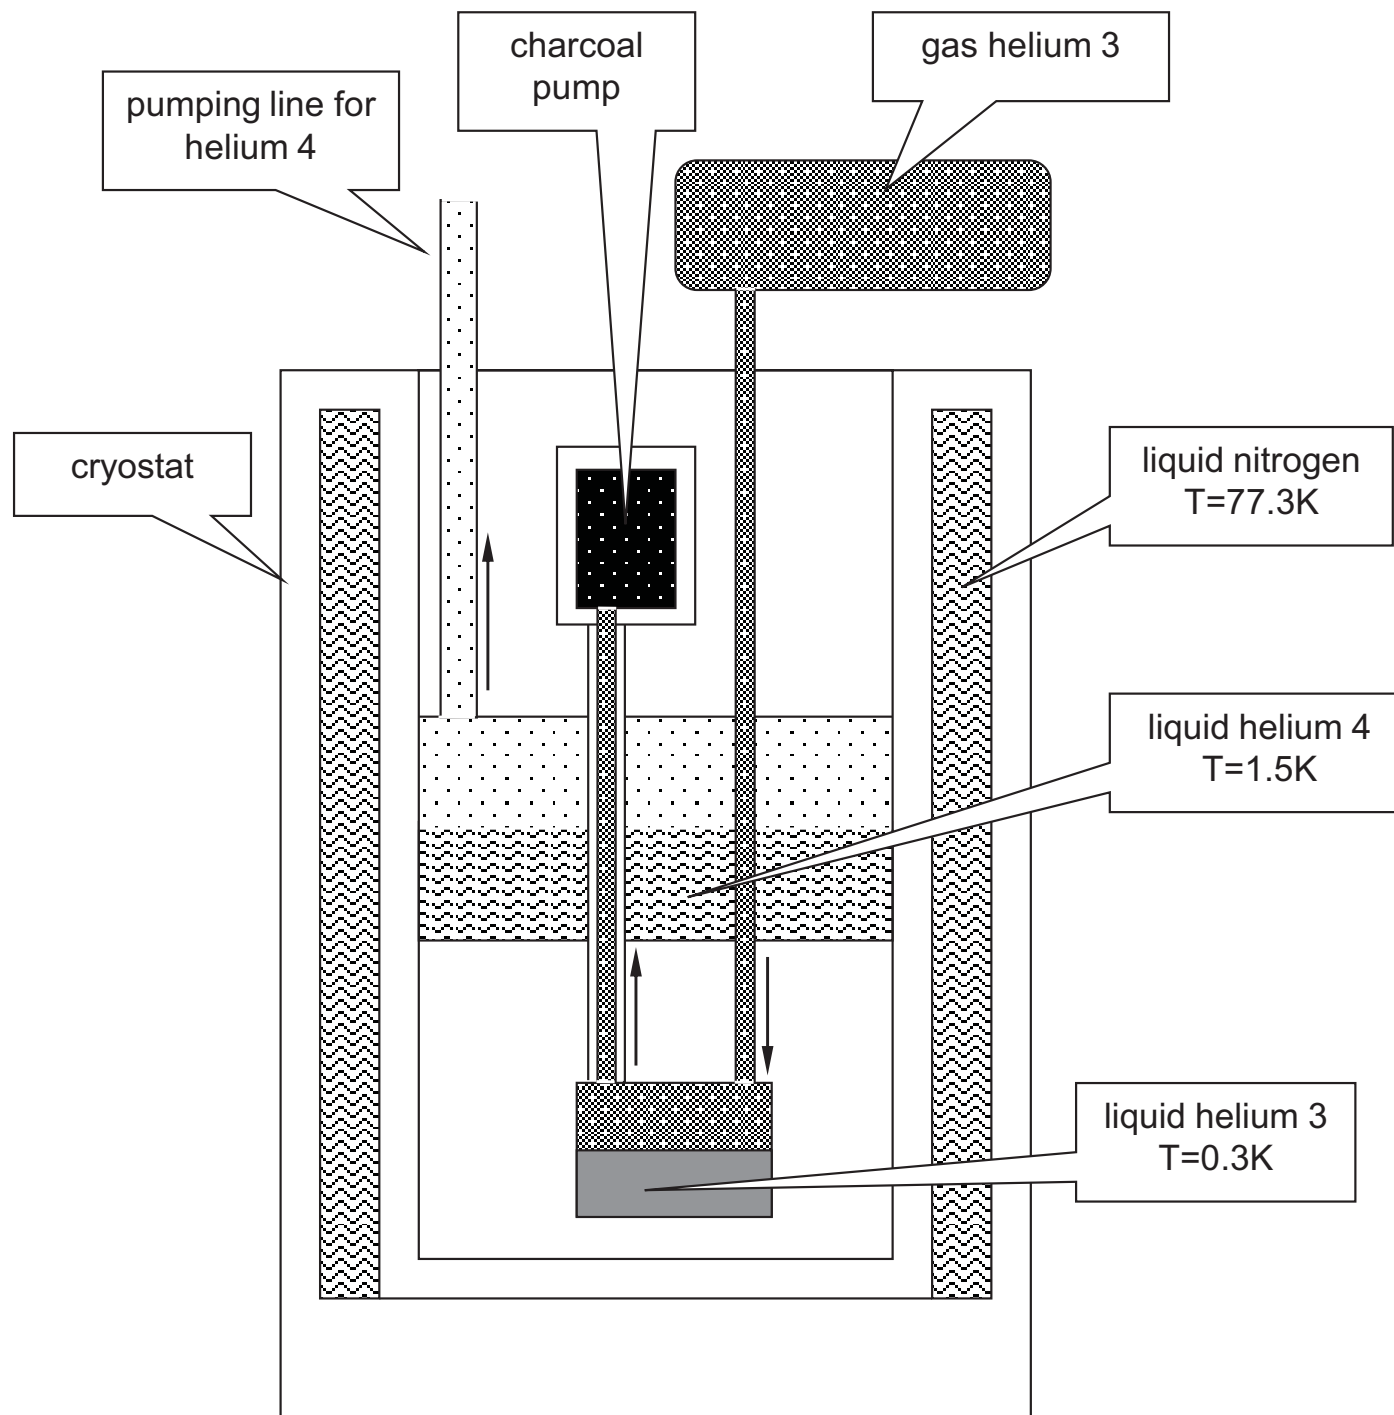 charcoal
pump
gas helium 3
pumping line for
helium 4
cryostat
liquid nitrogen
T=77.3K
liquid helium 4
T=1.5K
liquid helium 3
T=0.3K